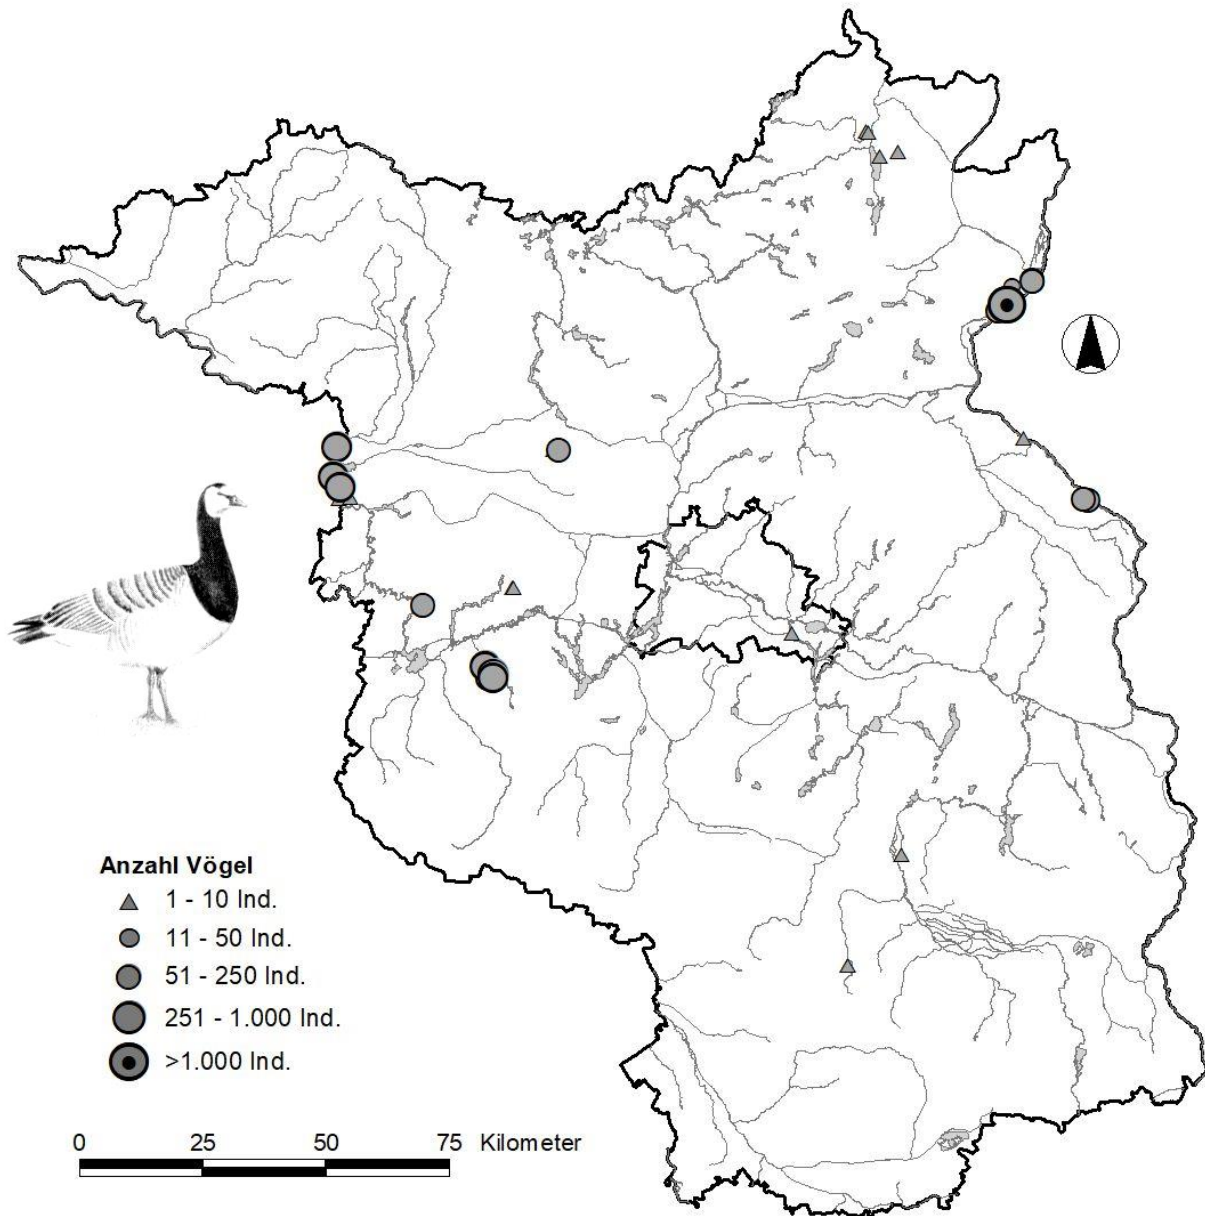 Anzahl Vögel
1 - 10 Ind.
11 - 50 Ind.
51 - 250 Ind.
251 - 1.000 Ind.
>1.000 Ind.
0 25 50 75 Kilometer